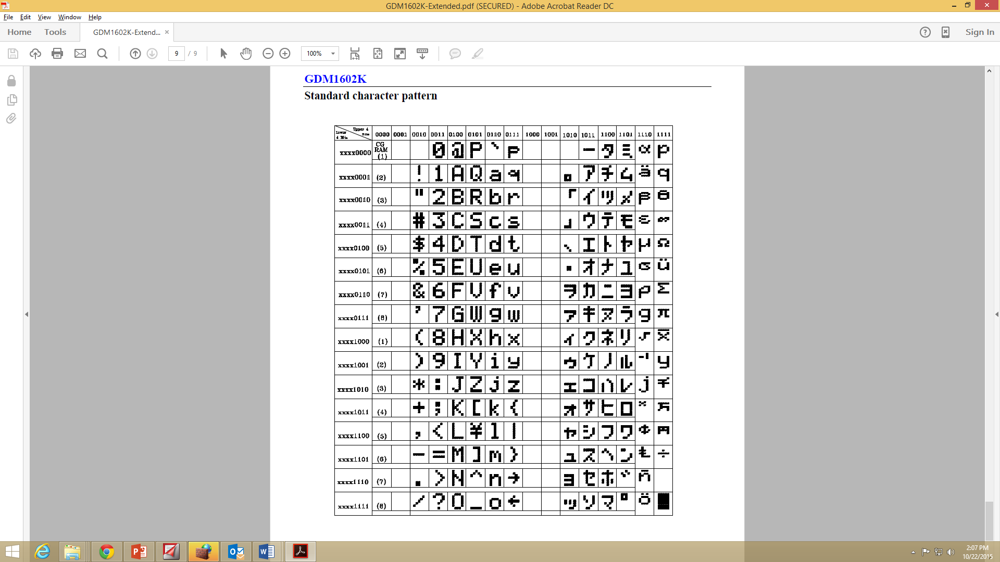 GDM1602K-Extended.pdf (SECURED) - Adobe Acrobat Reader DC
File Edit View Window Help
Home Tools GDM1602K-Extend... × Sign In
9 / 9 100%
GDM1602K
Standard character pattern
Upper 4 Bits
Lower 4 Bits 0000 0001 0010 0011 0100 0101 0110 0111 1000 1001 1010 1011 1100 1101 1110 1111
xxxx0000 CG RAM (1) 0 @ P ` p ー タ ミ α p
xxxx0001 (2) ! 1 A Q a q 。 ア チ ム ä q
xxxx0010 (3) " 2 B R b r 「 イ ツ メ β θ
xxxx0011 (4) # 3 C S c s 」 ウ テ モ ε ∞
xxxx0100 (5) $ 4 D T d t 、 エ ト ヤ μ Ω
xxxx0101 (6) % 5 E U e u ・ オ ナ ユ σ ü
xxxx0110 (7) & 6 F V f v ヲ カ ニ ヨ ρ Σ
xxxx0111 (8) ' 7 G W g w ァ キ ヌ ラ g π
xxxx1000 (1) ( 8 H X h x ィ ク ネ リ √ x̄
xxxx1001 (2) ) 9 I Y i y ゥ ケ ノ ル ⁻¹ y
xxxx1010 (3) * : J Z j z ェ コ ハ レ j 千
xxxx1011 (4) + ; K [ k { ォ サ ヒ ロ ˣ 万
xxxx1100 (5) , < L ¥ l | ャ シ フ ワ ¢ 円
xxxx1101 (6) - = M ] m } ュ ス ヘ ン ÷
xxxx1110 (7) . > N ^ n → ョ セ ホ ゛ ñ
xxxx1111 (8) / ? O _ o ← ッ ソ マ ゜ ö █
2:07 PM
10/22/2015